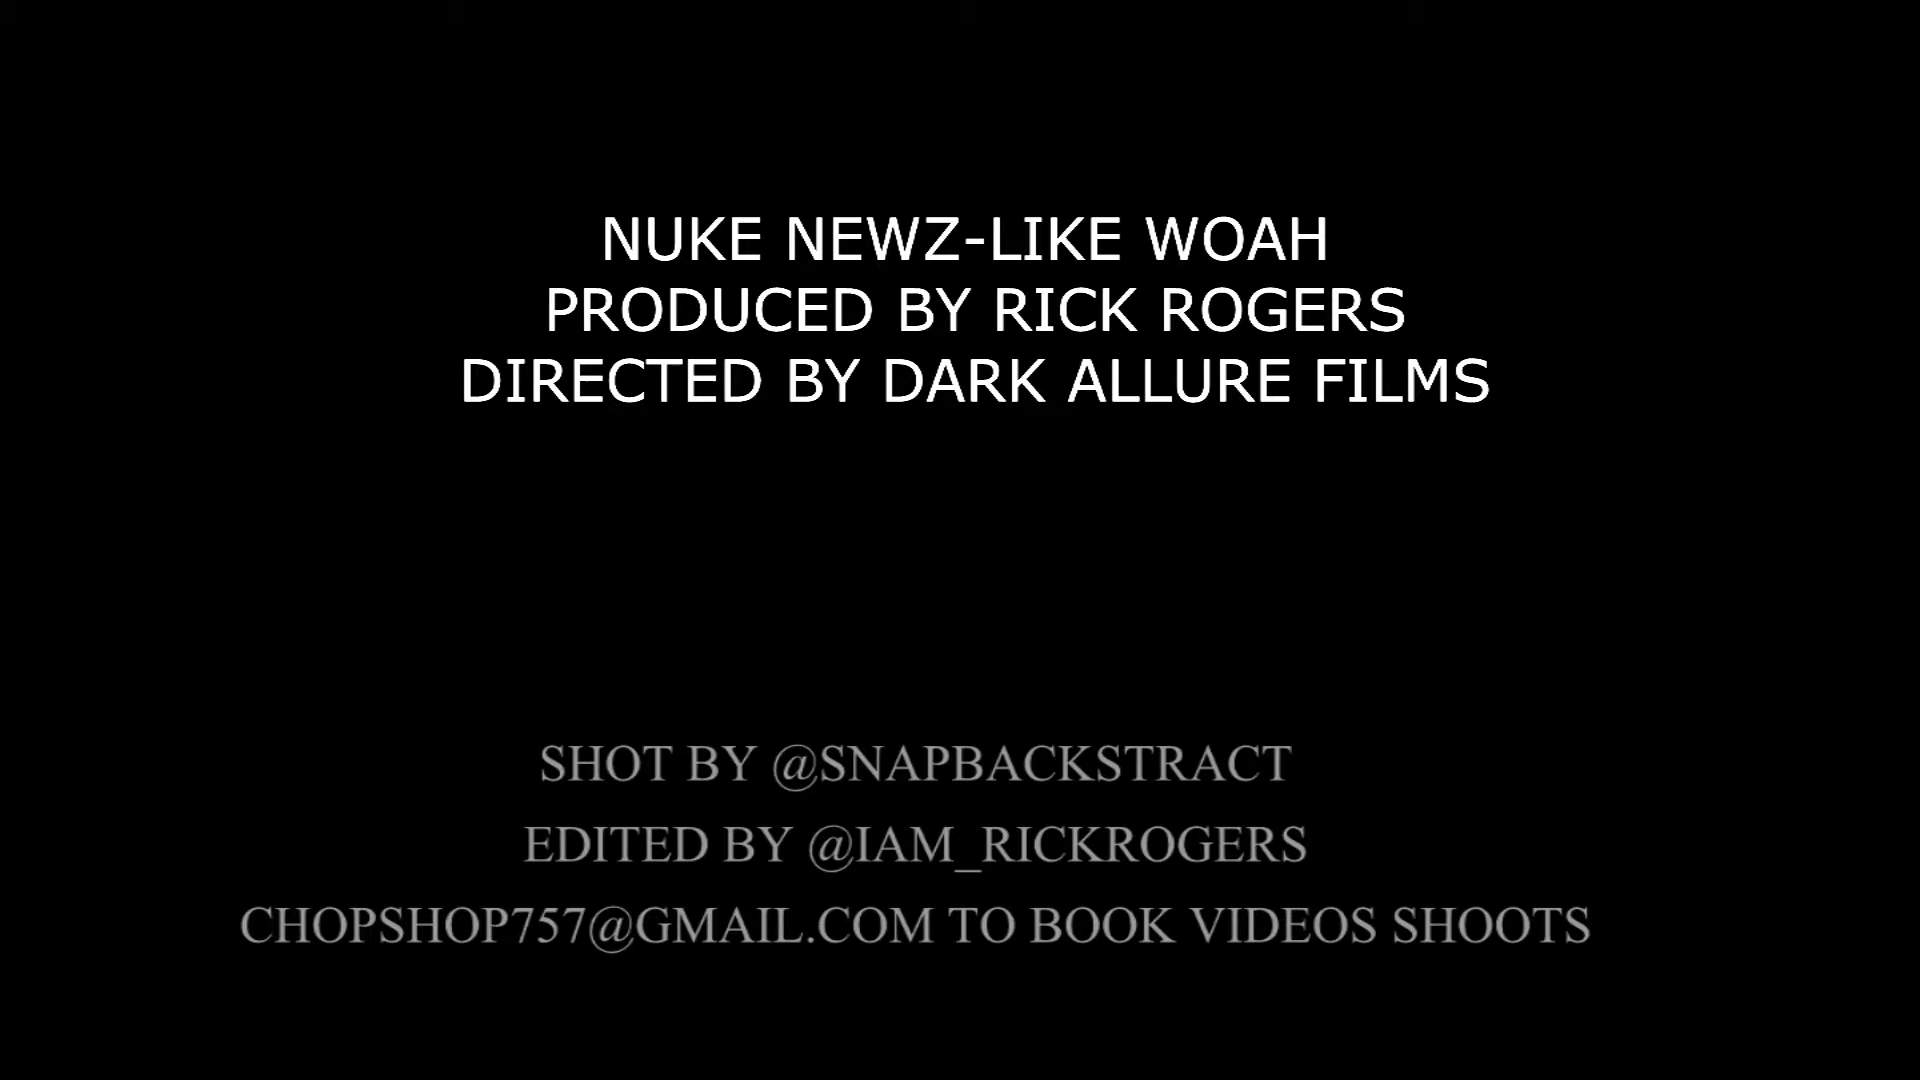 NUKE NEWZ-LIKE WOAH
PRODUCED BY RICK ROGERS
DIRECTED BY DARK ALLURE FILMS
SHOT BY @SNAPBACKSTRACT
EDITED BY @IAM_RICKROGERS
CHOPSHOP757@GMAIL.COM TO BOOK VIDEOS SHOOTS